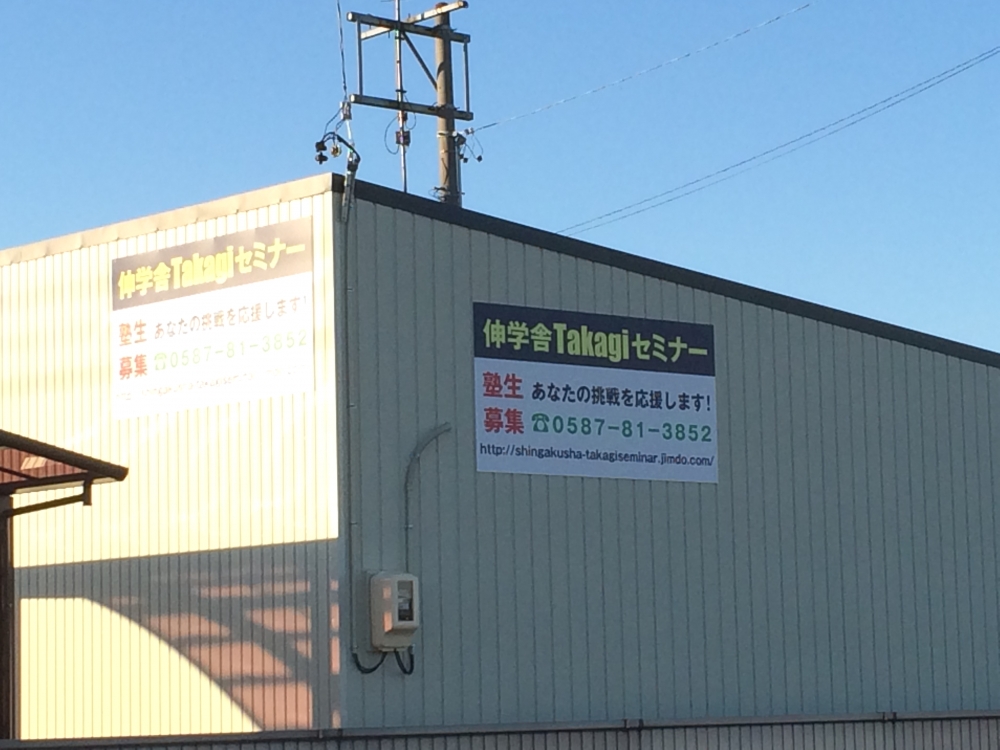 伸学舎Takagiセミナー
塾生 あなたの挑戦を応援します!
募集 ☎0587-81-3852
伸学舎Takagiセミナー
塾生 あなたの挑戦を応援します!
募集 ☎0587-81-3852
http://shingakusha-takagiseminar.jimdo.com/